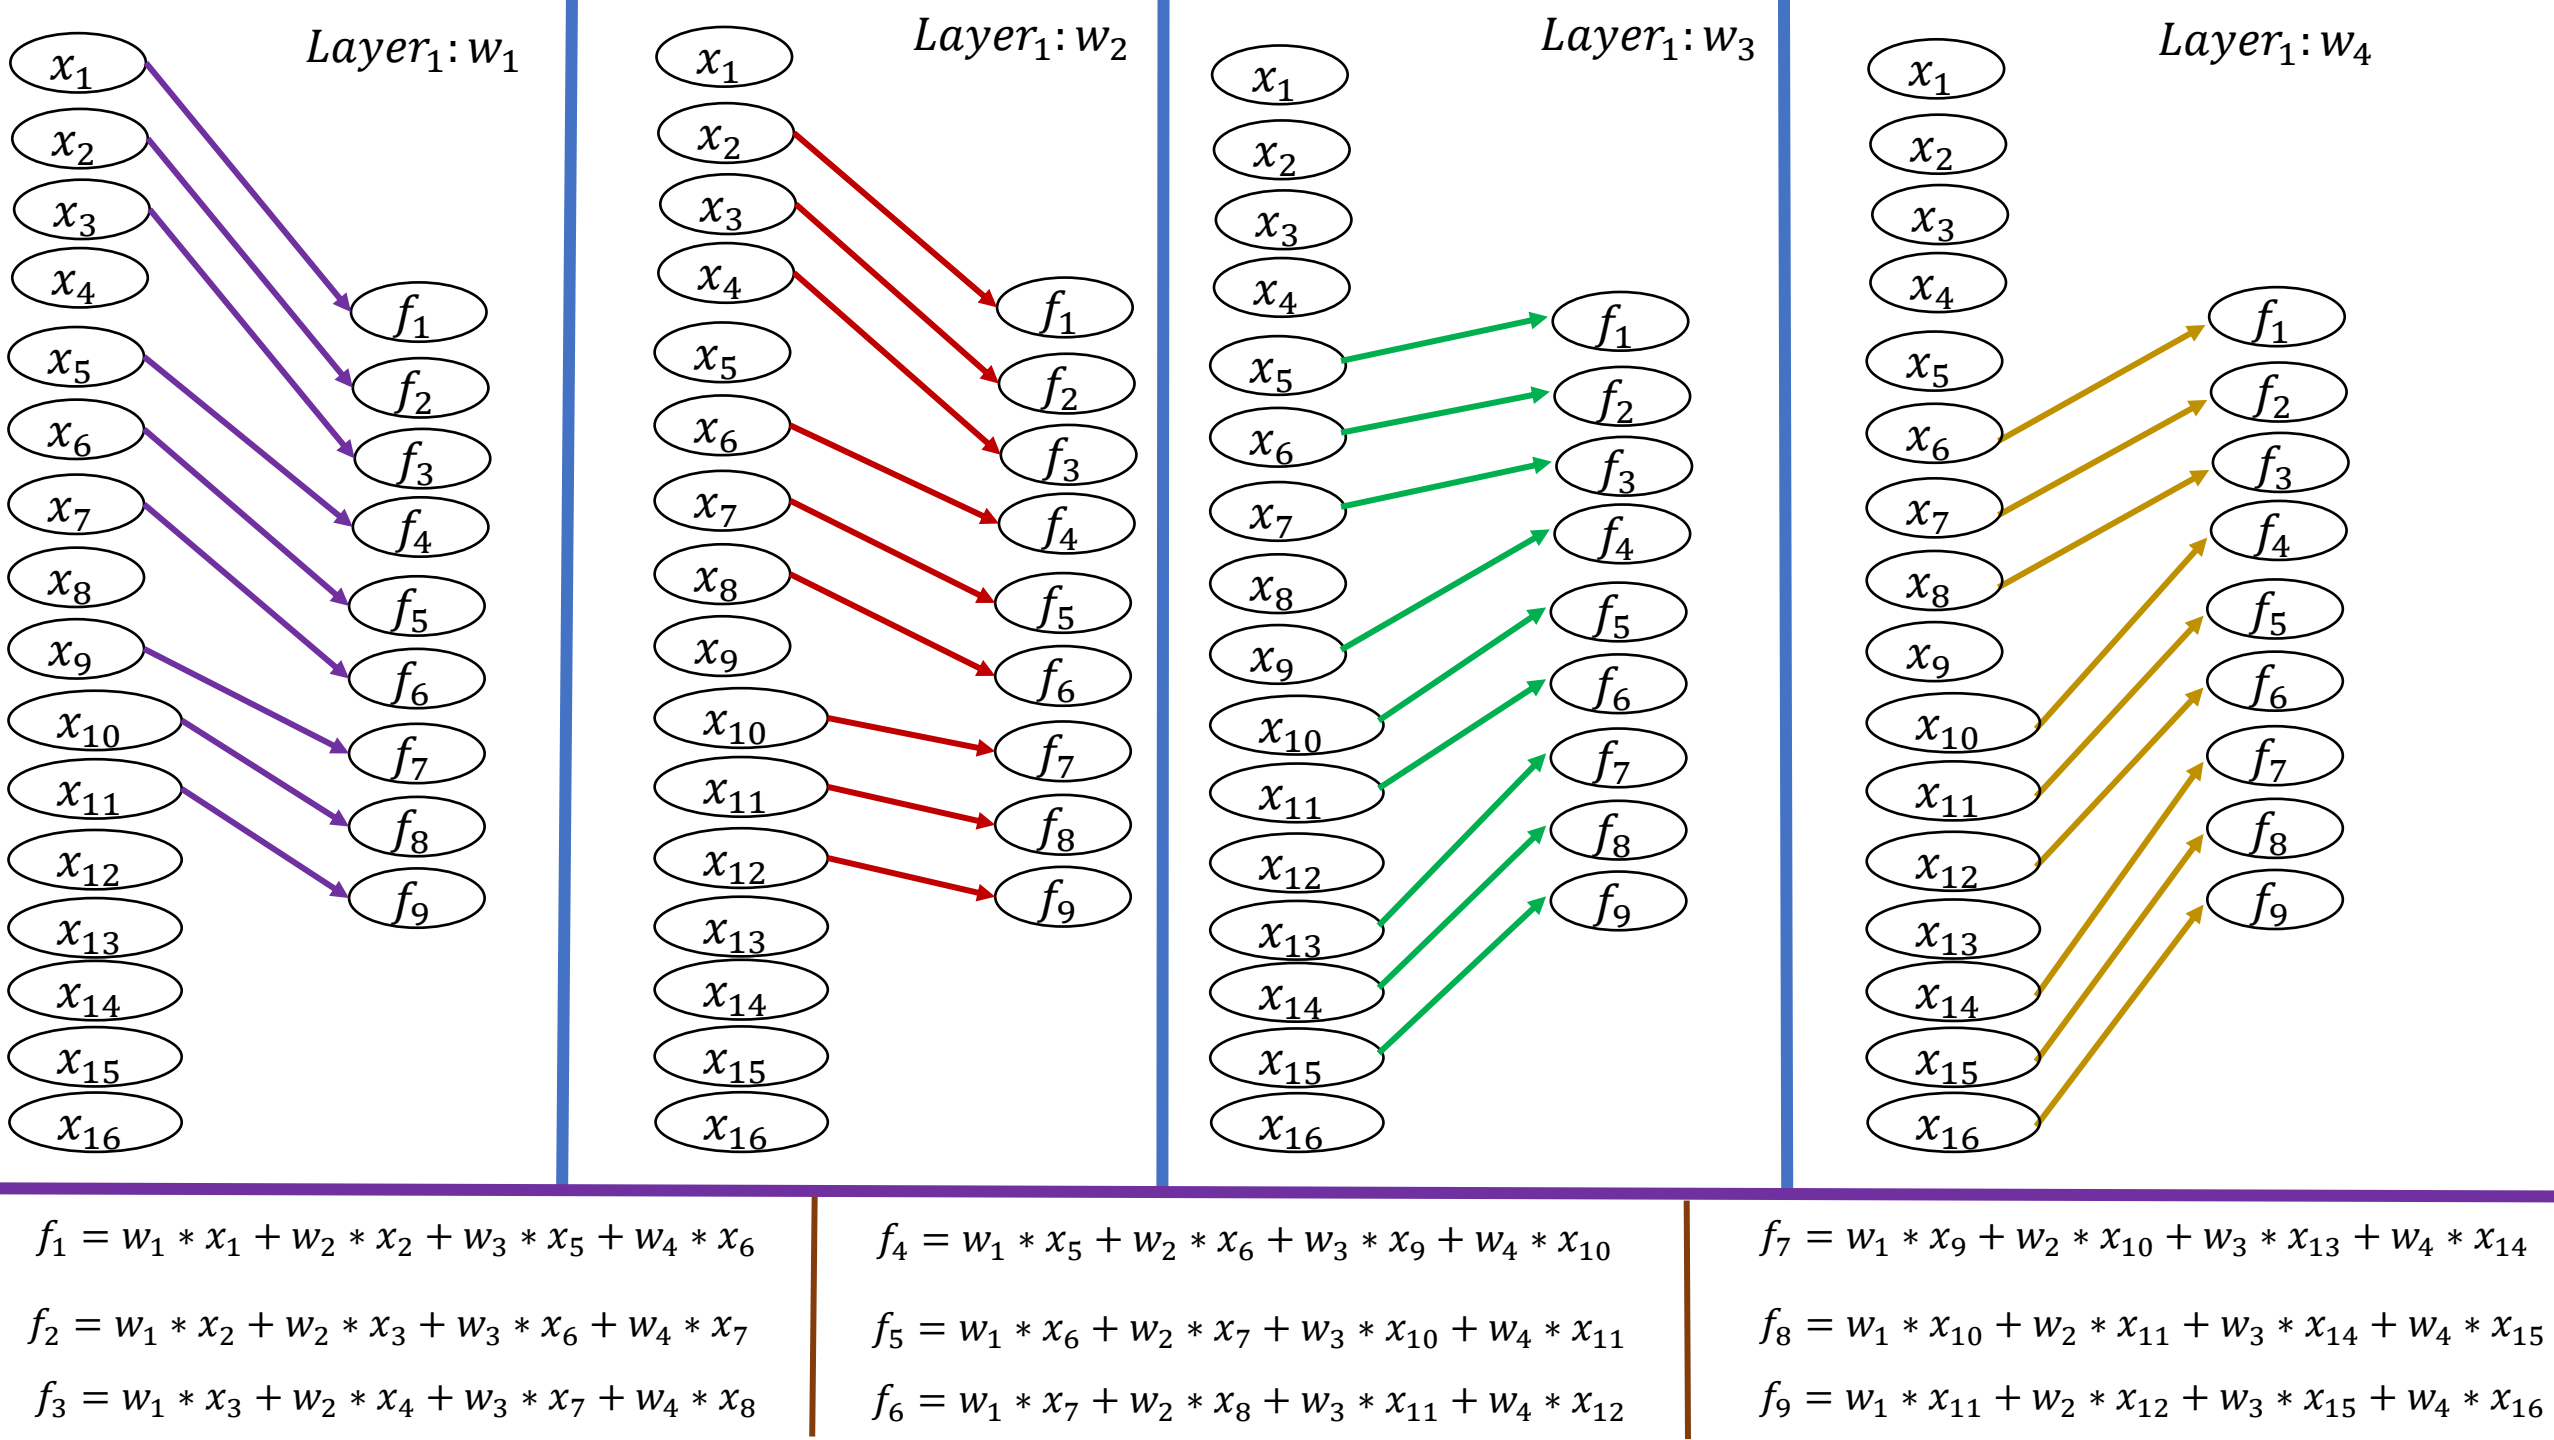 Layer₁: w₁
x₁
x₂
x₃
x₄
x₅
x₆
x₇
x₈
x₉
x₁₀
x₁₁
x₁₂
x₁₃
x₁₄
x₁₅
x₁₆
f₁
f₂
f₃
f₄
f₅
f₆
f₇
f₈
f₉
Layer₁: w₂
x₁
x₂
x₃
x₄
x₅
x₆
x₇
x₈
x₉
x₁₀
x₁₁
x₁₂
x₁₃
x₁₄
x₁₅
x₁₆
f₁
f₂
f₃
f₄
f₅
f₆
f₇
f₈
f₉
Layer₁: w₃
x₁
x₂
x₃
x₄
x₅
x₆
x₇
x₈
x₉
x₁₀
x₁₁
x₁₂
x₁₃
x₁₄
x₁₅
x₁₆
f₁
f₂
f₃
f₄
f₅
f₆
f₇
f₈
f₉
Layer₁: w₄
x₁
x₂
x₃
x₄
x₅
x₆
x₇
x₈
x₉
x₁₀
x₁₁
x₁₂
x₁₃
x₁₄
x₁₅
x₁₆
f₁
f₂
f₃
f₄
f₅
f₆
f₇
f₈
f₉
f₁ = w₁ * x₁ + w₂ * x₂ + w₃ * x₅ + w₄ * x₆
f₂ = w₁ * x₂ + w₂ * x₃ + w₃ * x₆ + w₄ * x₇
f₃ = w₁ * x₃ + w₂ * x₄ + w₃ * x₇ + w₄ * x₈
f₄ = w₁ * x₅ + w₂ * x₆ + w₃ * x₉ + w₄ * x₁₀
f₅ = w₁ * x₆ + w₂ * x₇ + w₃ * x₁₀ + w₄ * x₁₁
f₆ = w₁ * x₇ + w₂ * x₈ + w₃ * x₁₁ + w₄ * x₁₂
f₇ = w₁ * x₉ + w₂ * x₁₀ + w₃ * x₁₃ + w₄ * x₁₄
f₈ = w₁ * x₁₀ + w₂ * x₁₁ + w₃ * x₁₄ + w₄ * x₁₅
f₉ = w₁ * x₁₁ + w₂ * x₁₂ + w₃ * x₁₅ + w₄ * x₁₆